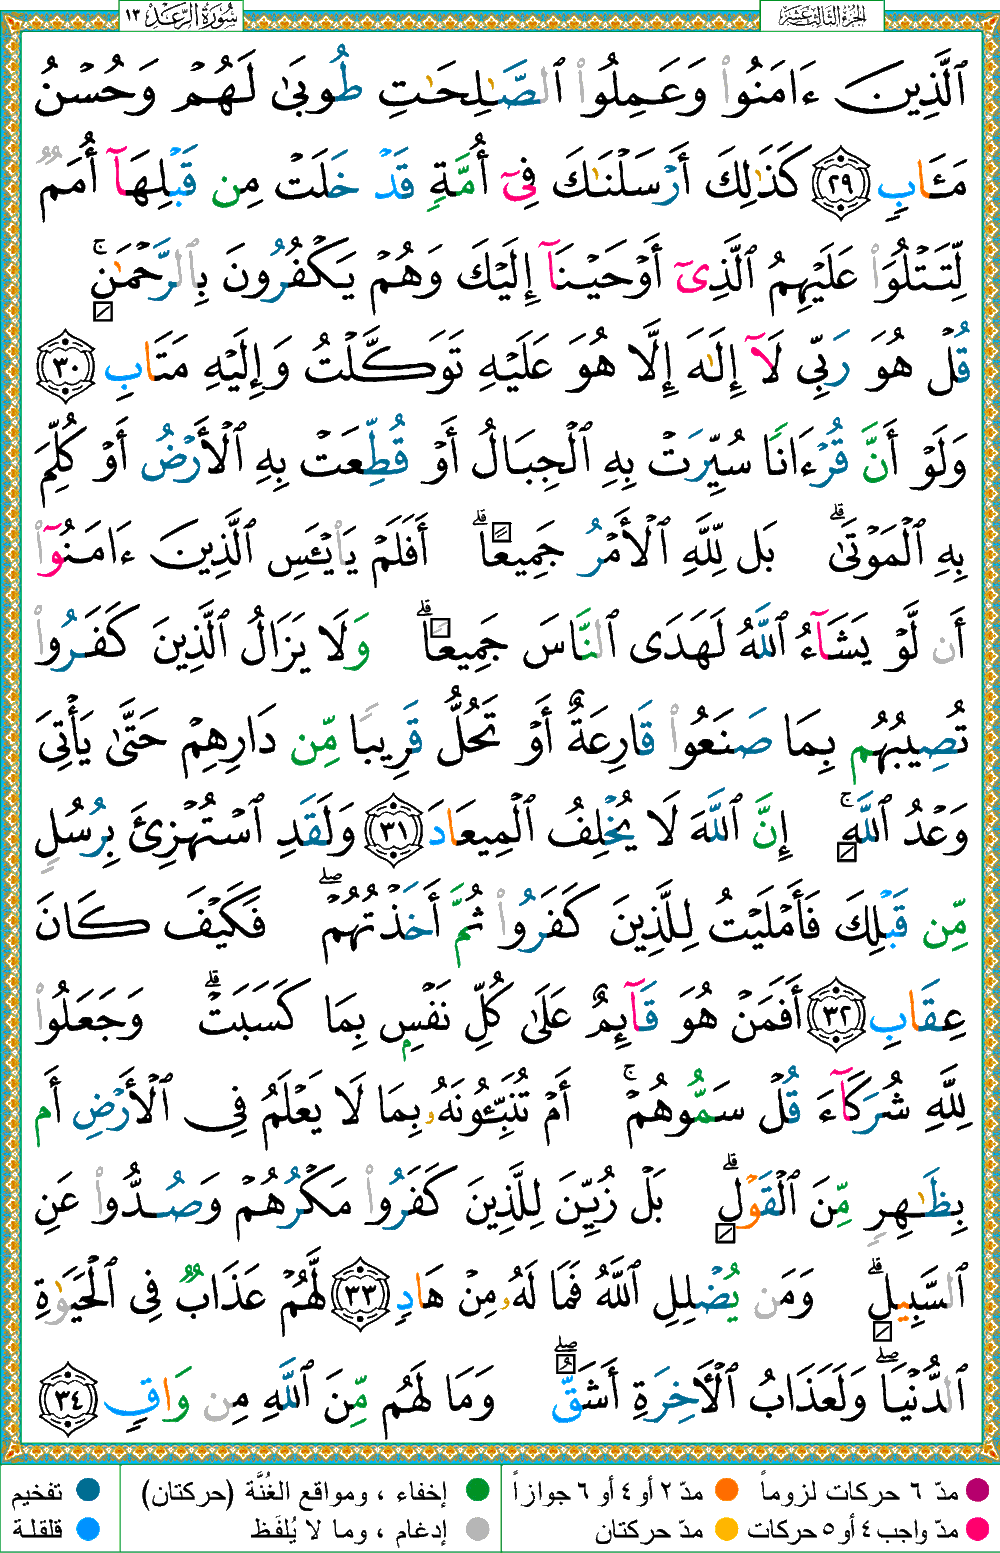 الجزء الثالث عشر
سُورَةُ الرَّعْدِ ١٣
ٱلَّذِينَ ءَامَنُوا۟ وَعَمِلُوا۟ ٱلصَّـٰلِحَـٰتِ طُوبَىٰ لَهُمْ وَحُسْنُ
مَـَٔابٍ ٢٩ كَذَٰلِكَ أَرْسَلْنَـٰكَ فِىٓ أُمَّةٍ قَدْ خَلَتْ مِن قَبْلِهَآ أُمَمٌ
لِّتَتْلُوَا۟ عَلَيْهِمُ ٱلَّذِىٓ أَوْحَيْنَآ إِلَيْكَ وَهُمْ يَكْفُرُونَ بِٱلرَّحْمَـٰنِ ۚ
قُلْ هُوَ رَبِّى لَآ إِلَـٰهَ إِلَّا هُوَ عَلَيْهِ تَوَكَّلْتُ وَإِلَيْهِ مَتَابِ ٣٠
وَلَوْ أَنَّ قُرْءَانًا سُيِّرَتْ بِهِ ٱلْجِبَالُ أَوْ قُطِّعَتْ بِهِ ٱلْأَرْضُ أَوْ كُلِّمَ
بِهِ ٱلْمَوْتَىٰ ۗ بَل لِّلَّهِ ٱلْأَمْرُ جَمِيعًا ۗ أَفَلَمْ يَا۟يْـَٔسِ ٱلَّذِينَ ءَامَنُوٓا۟
أَن لَّوْ يَشَآءُ ٱللَّهُ لَهَدَى ٱلنَّاسَ جَمِيعًا ۗ وَلَا يَزَالُ ٱلَّذِينَ كَفَرُوا۟
تُصِيبُهُم بِمَا صَنَعُوا۟ قَارِعَةٌ أَوْ تَحُلُّ قَرِيبًا مِّن دَارِهِمْ حَتَّىٰ يَأْتِىَ
وَعْدُ ٱللَّهِ ۚ إِنَّ ٱللَّهَ لَا يُخْلِفُ ٱلْمِيعَادَ ٣١ وَلَقَدِ ٱسْتُهْزِئَ بِرُسُلٍ
مِّن قَبْلِكَ فَأَمْلَيْتُ لِلَّذِينَ كَفَرُوا۟ ثُمَّ أَخَذْتُهُمْ ۖ فَكَيْفَ كَانَ
عِقَابِ ٣٢ أَفَمَنْ هُوَ قَآئِمٌ عَلَىٰ كُلِّ نَفْسٍۭ بِمَا كَسَبَتْ ۗ وَجَعَلُوا۟
لِلَّهِ شُرَكَآءَ قُلْ سَمُّوهُمْ ۚ أَمْ تُنَبِّـُٔونَهُۥ بِمَا لَا يَعْلَمُ فِى ٱلْأَرْضِ أَم
بِظَـٰهِرٍ مِّنَ ٱلْقَوْلِ ۗ بَلْ زُيِّنَ لِلَّذِينَ كَفَرُوا۟ مَكْرُهُمْ وَصُدُّوا۟ عَنِ
ٱلسَّبِيلِ ۗ وَمَن يُضْلِلِ ٱللَّهُ فَمَا لَهُۥ مِنْ هَادٍ ٣٣ لَّهُمْ عَذَابٌ فِى ٱلْحَيَوٰةِ
ٱلدُّنْيَا ۖ وَلَعَذَابُ ٱلْـَٔاخِرَةِ أَشَقُّ ۖ وَمَا لَهُم مِّنَ ٱللَّهِ مِن وَاقٍ ٣٤
مدّ ٦ حركات لزوماً مدّ ٢ أو ٤ أو ٦ جوازاً إخفاء ، ومواقع الغُنَّة (حركتان) تفخيم
مدّ واجب ٤ أو ٥ حركات مدّ حركتان إدغام ، وما لا يُلفَظ قلقلة